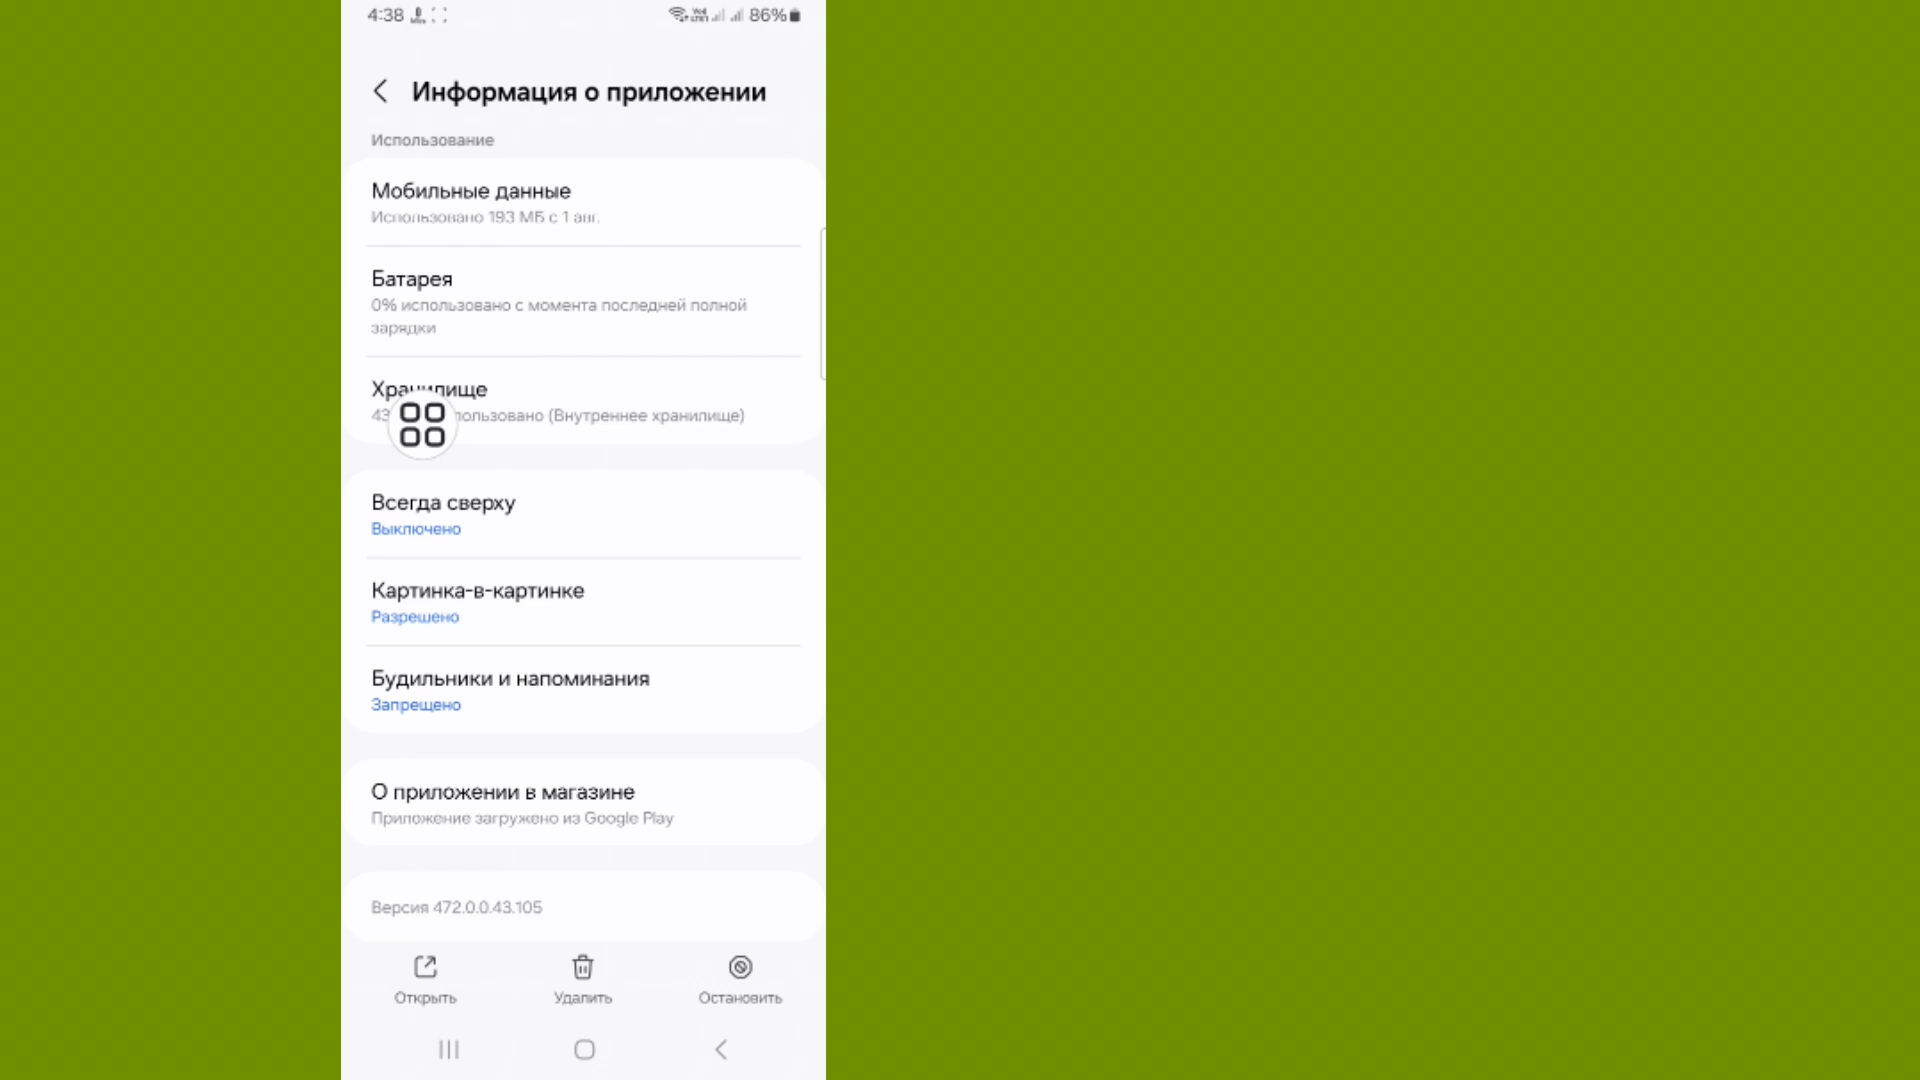 4:38 86%
Информация о приложении
Использование
Мобильные данные
Использовано 193 МБ с 1 авг.
Батарея
0% использовано с момента последней полной
зарядки
Хранилище
(Внутреннее хранилище)
Всегда сверху
Выключено
Картинка-в-картинке
Разрешено
Будильники и напоминания
Запрещено
О приложении в магазине
Приложение загружено из Google Play
Версия 472.0.0.43.105
Открыть Удалить Остановить